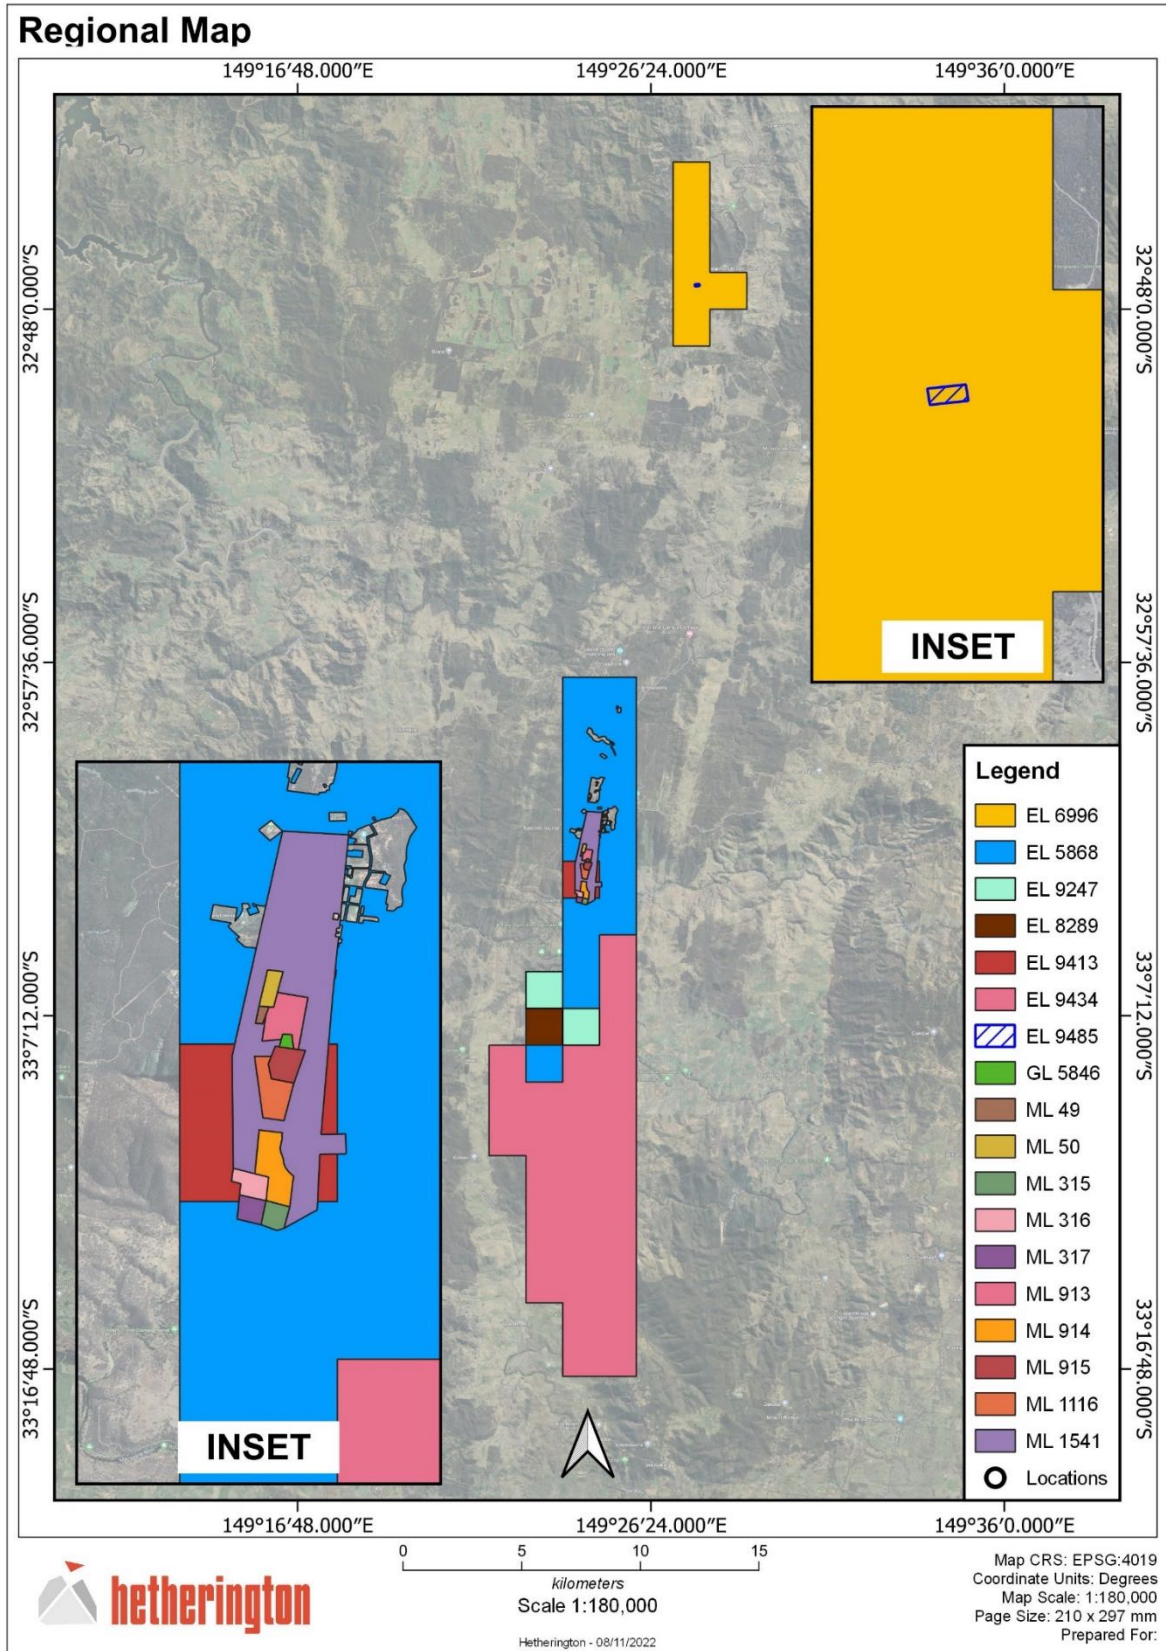 Regional Map
149°16′48.000″E
149°26′24.000″E
149°36′0.000″E
32°48′0.000″S
32°48′0.000″S
32°57′36.000″S
32°57′36.000″S
33°7′12.000″S
33°7′12.000″S
33°16′48.000″S
33°16′48.000″S
INSET
INSET
Legend
EL 6996
EL 5868
EL 9247
EL 8289
EL 9413
EL 9434
EL 9485
GL 5846
ML 49
ML 50
ML 315
ML 316
ML 317
ML 913
ML 914
ML 915
ML 1116
ML 1541
Locations
149°16′48.000″E
149°26′24.000″E
149°36′0.000″E
hetherington
0 5 10 15
kilometers
Scale 1:180,000
Hetherington - 08/11/2022
Map CRS: EPSG:4019
Coordinate Units: Degrees
Map Scale: 1:180,000
Page Size: 210 x 297 mm
Prepared For: